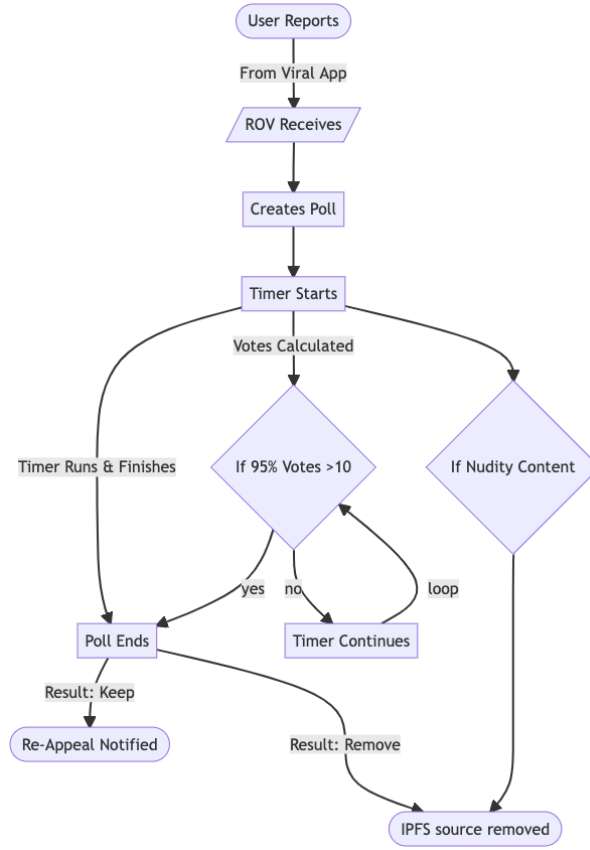 User Reports
From Viral App
ROV Receives
Creates Poll
Timer Starts
Votes Calculated
Timer Runs & Finishes
If 95% Votes >10
If Nudity Content
yes
no
loop
Poll Ends
Timer Continues
Result: Keep
Re-Appeal Notified
Result: Remove
IPFS source removed